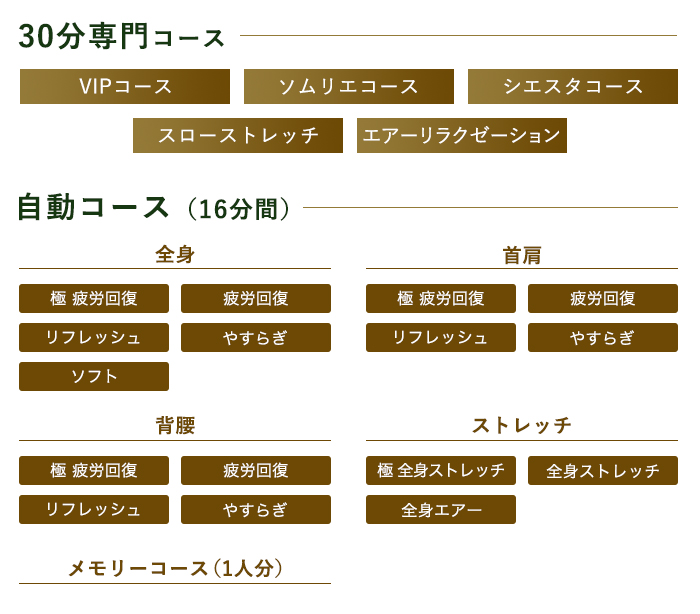 30分専門コース
VIPコース ソムリエコース シエスタコース
スローストレッチ エアーリラクゼーション
自動コース（16分間）
全身
極 疲労回復 疲労回復
リフレッシュ やすらぎ
ソフト
首肩
極 疲労回復 疲労回復
リフレッシュ やすらぎ
背腰
極 疲労回復 疲労回復
リフレッシュ やすらぎ
ストレッチ
極 全身ストレッチ 全身ストレッチ
全身エアー
メモリーコース（1人分）